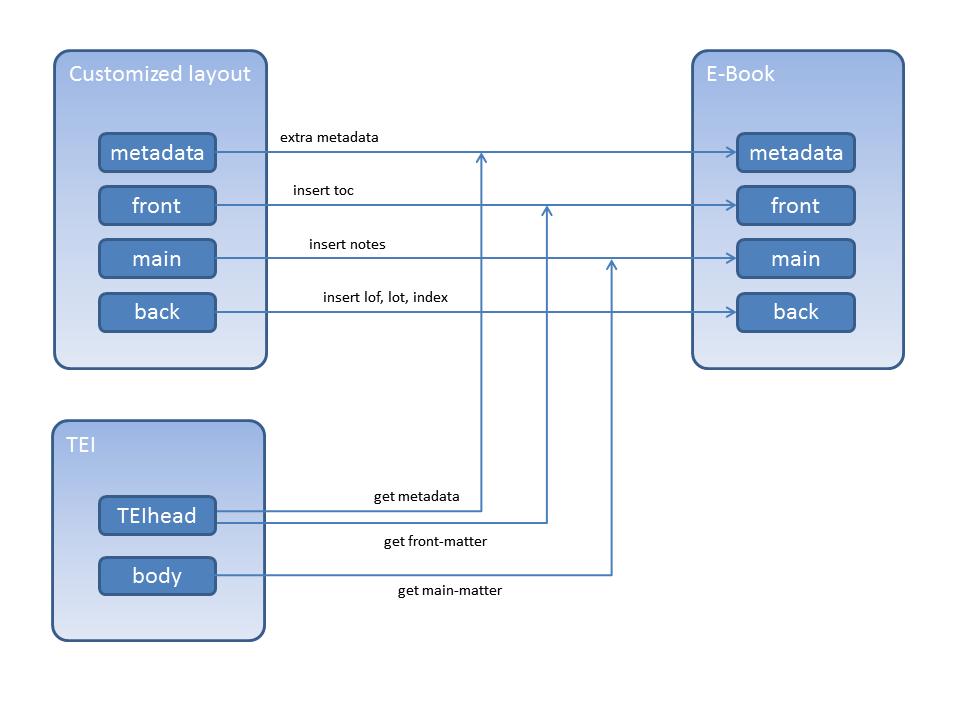 Customized layout
E-Book
metadata
extra metadata
metadata
front
insert toc
front
main
insert notes
main
back
insert lof, lot, index
back
TEI
TEIhead
get metadata
get front-matter
body
get main-matter